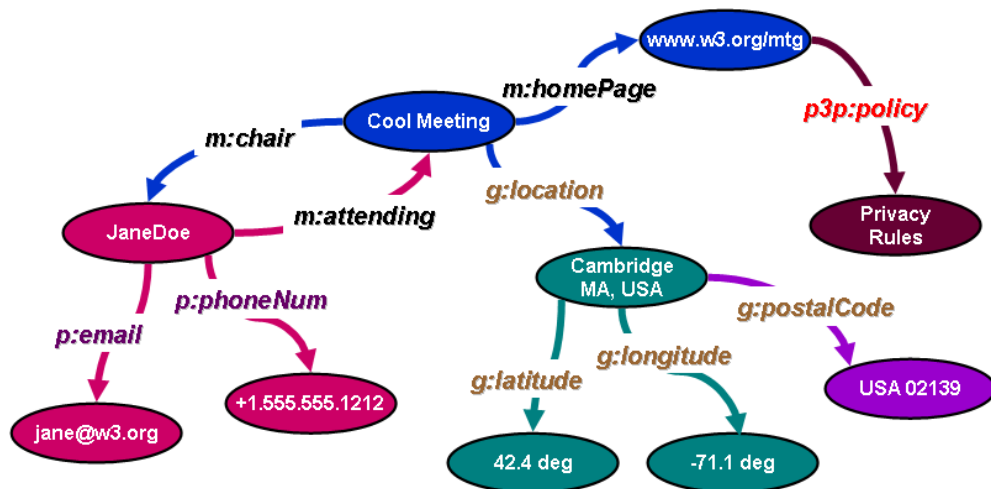 www.w3.org/mtg
m:homePage
p3p:policy
Cool Meeting
m:chair
g:location
m:attending
Privacy
Rules
JaneDoe
Cambridge
MA, USA
p:phoneNum
g:postalCode
p:email
g:longitude
g:latitude
USA 02139
+1.555.555.1212
jane@w3.org
42.4 deg
-71.1 deg